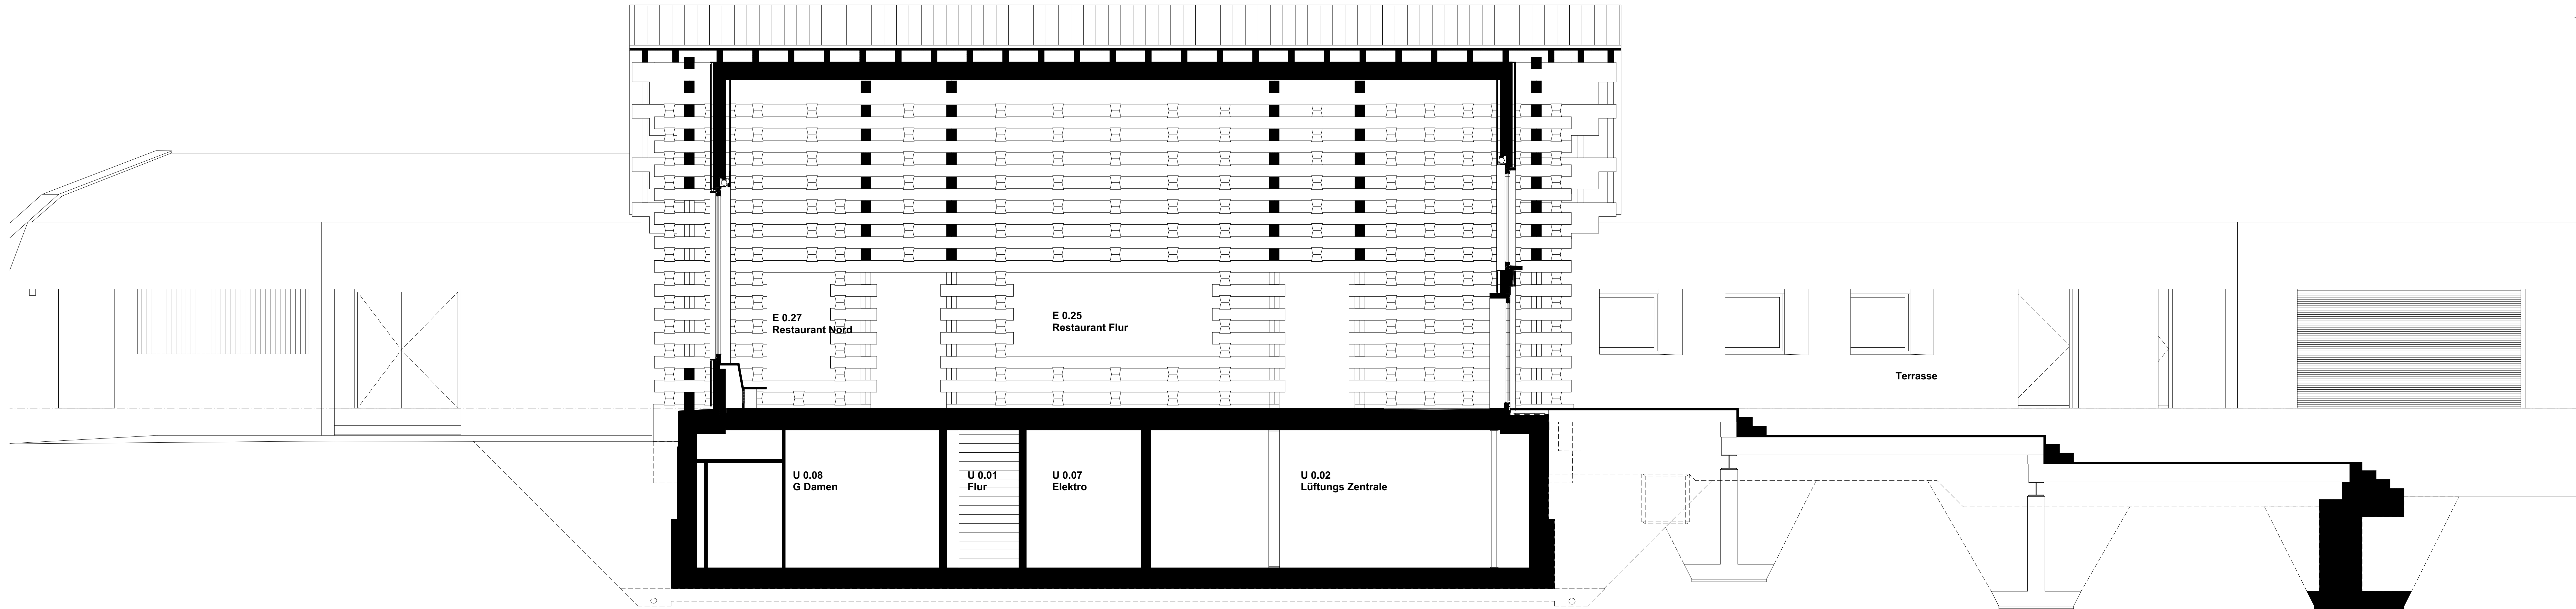 E 0.27
Restaurant Nord
E 0.25
Restaurant Flur
Terrasse
U 0.08
G Damen
U 0.01
Flur
U 0.07
Elektro
U 0.02
Lüftungs Zentrale